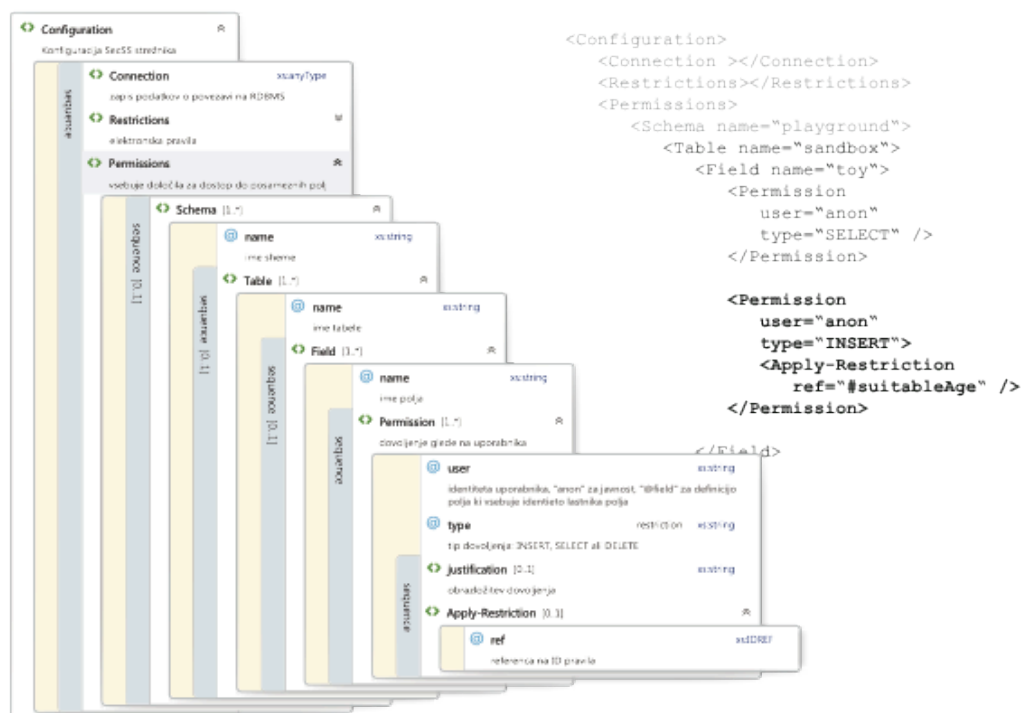 Configuration
Konfiguracija SecSS strežnika
sequence
Connection xs:anyType
zapis podatkov o povezavi na RDBMS
Restrictions
elektronska pravila
Permissions
vsebuje določila za dostop do posameznih polj
sequence [0..1]
Schema [1..*]
sequence [0..1]
name xs:string
ime sheme
Table [1..*]
sequence [0..1]
name xs:string
ime tabele
Field [1..*]
sequence
name xs:string
ime polja
Permission [1..*]
dovoljenje glede na uporabnika
sequence
user xs:string
identiteta uporabnika, "anon" za javnost, "@field" za definicijo
polja ki vsebuje identieto lastnika polja
type restriction xs:string
tip dovoljenja: INSERT, SELECT ali DELETE
justification [0..1] xs:string
obrazložitev dovoljenja
Apply-Restriction [0..1]
ref xs:IDREF
referenca na ID pravila
<Configuration>
<Connection ></Connection>
<Restrictions></Restrictions>
<Permissions>
<Schema name="playground">
<Table name="sandbox">
<Field name="toy">
<Permission
user="anon"
type="SELECT" />
</Permission>
<Permission
user="anon"
type="INSERT">
<Apply-Restriction
ref="#suitableAge" />
</Permission>
</Field>